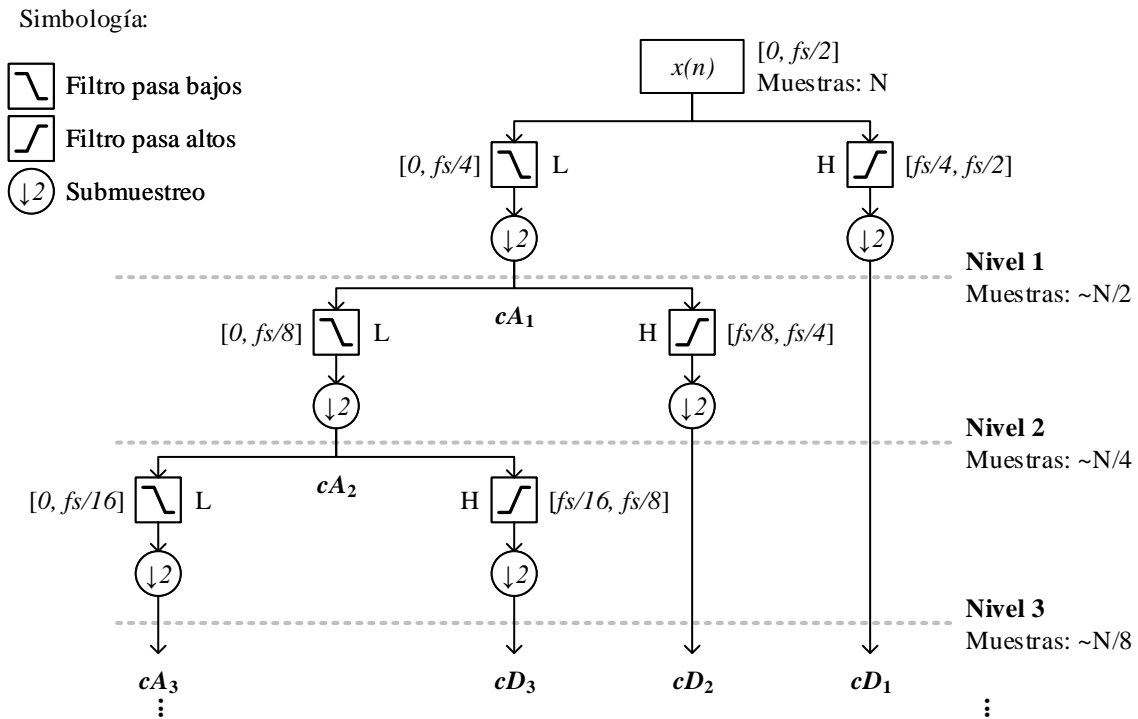 Simbología:
Filtro pasa bajos
Filtro pasa altos
↓2 Submuestreo
x(n)
[0, fs/2]
Muestras: N
[0, fs/4] L
H [fs/4, fs/2]
↓2
↓2
Nivel 1
Muestras: ~N/2
cA1
[0, fs/8] L
H [fs/8, fs/4]
↓2
↓2
Nivel 2
Muestras: ~N/4
cA2
[0, fs/16] L
H [fs/16, fs/8]
↓2
↓2
Nivel 3
Muestras: ~N/8
cA3 cD3 cD2 cD1
⋮ ⋮